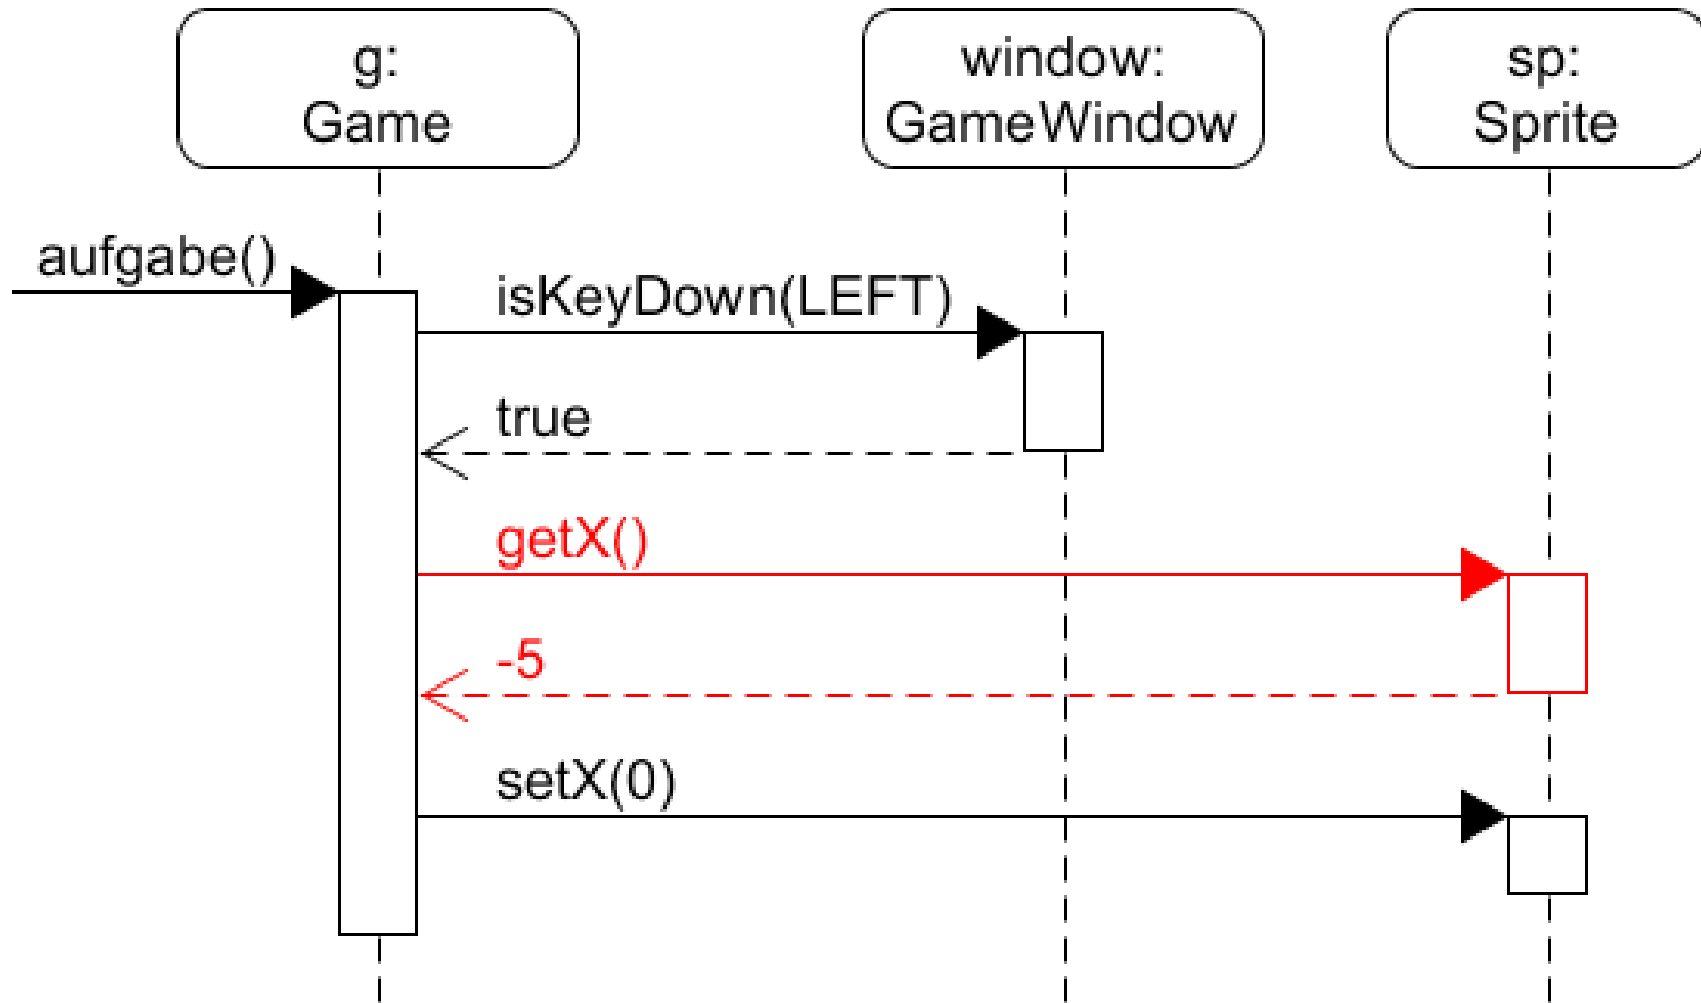 g:
Game
window:
GameWindow
sp:
Sprite
aufgabe()
isKeyDown(LEFT)
true
getX()
-5
setX(0)